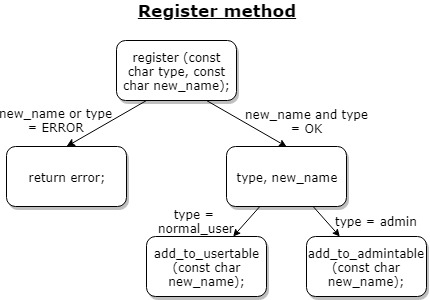 Register method
register (const
char type, const
char new_name);
new_name or type
= ERROR
new_name and type
= OK
return error;
type, new_name
type =
normal_user
type = admin
add_to_usertable
(const char
new_name);
add_to_admintable
(const char
new_name);